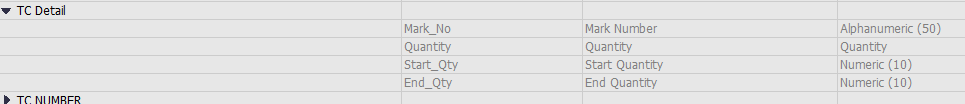 TC Detail
Mark_No Mark Number Alphanumeric (50)
Quantity Quantity Quantity
Start_Qty Start Quantity Numeric (10)
End_Qty End Quantity Numeric (10)
TC NUMBER